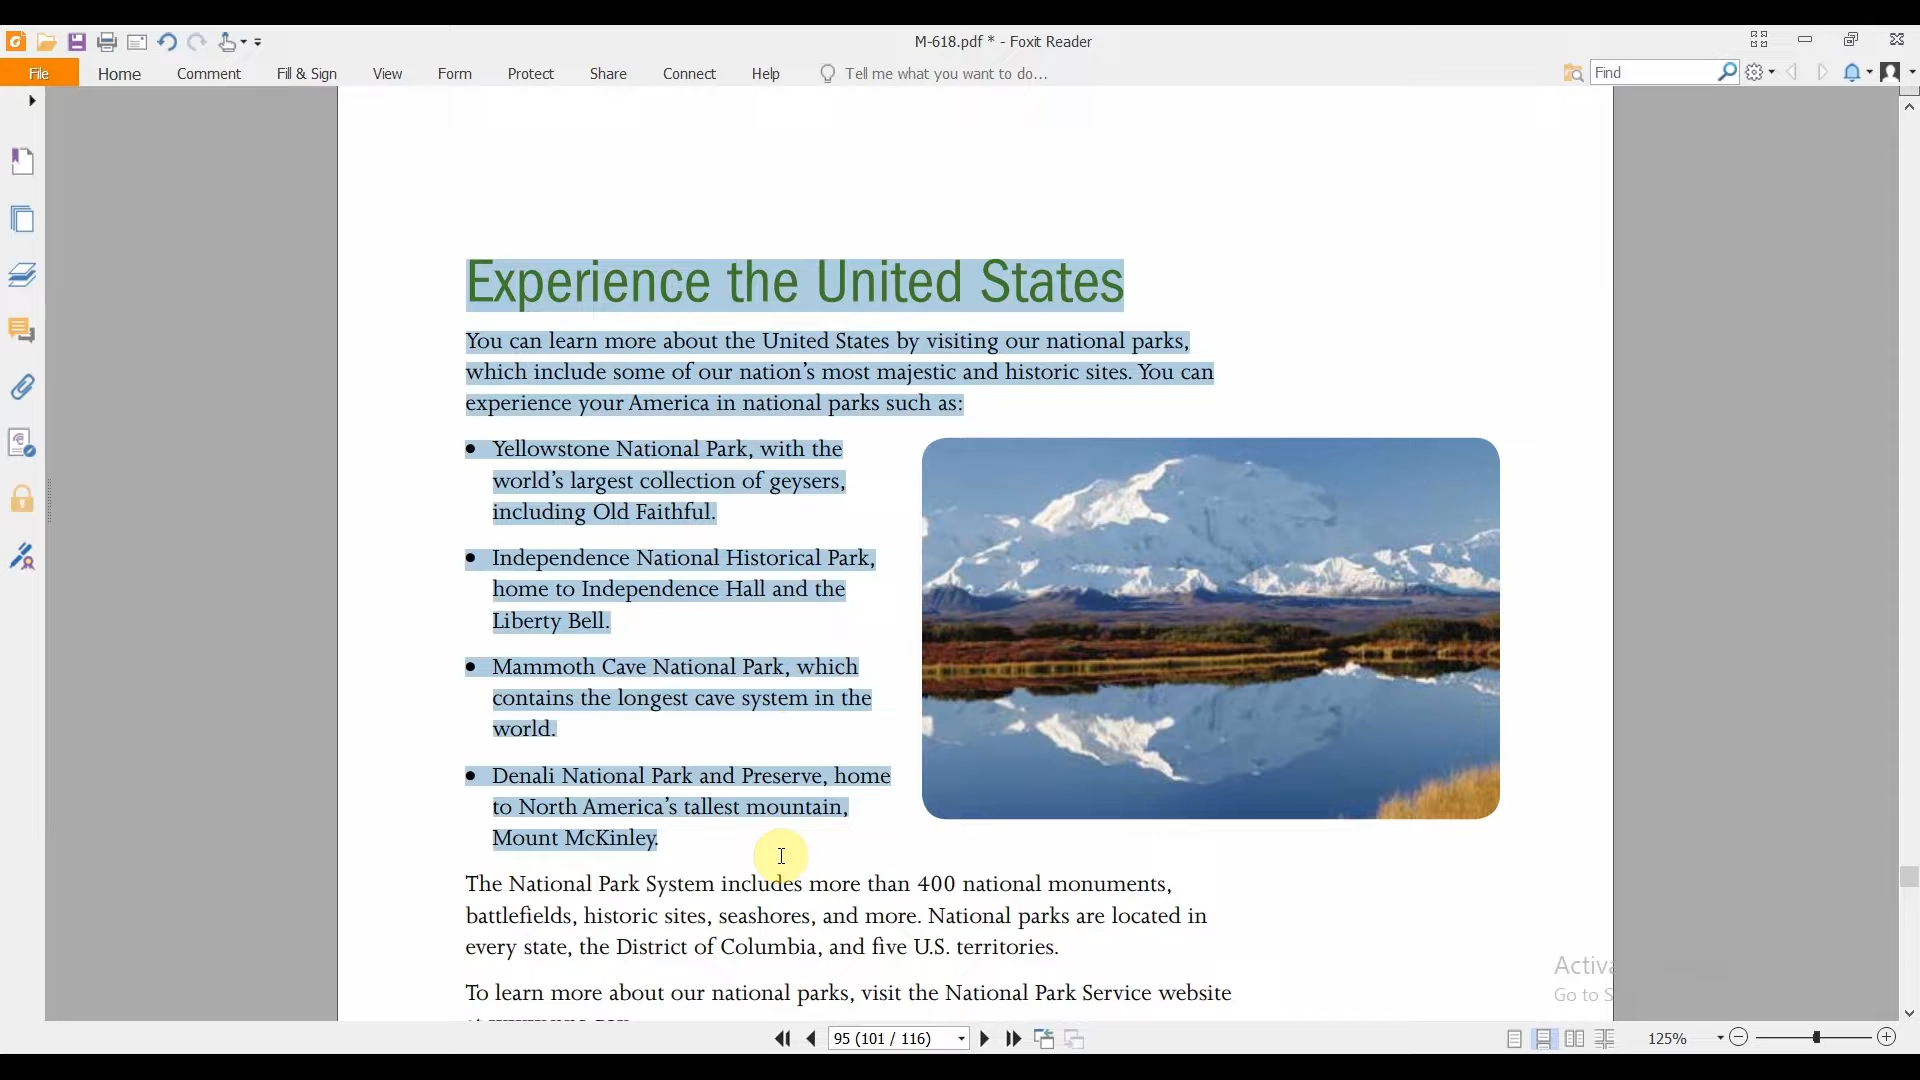 M-618.pdf * - Foxit Reader
File Home Comment Fill & Sign View Form Protect Share Connect Help Tell me what you want to do... Find
Experience the United States
You can learn more about the United States by visiting our national parks,
which include some of our nation's most majestic and historic sites. You can
experience your America in national parks such as:
• Yellowstone National Park, with the
world's largest collection of geysers,
including Old Faithful.
• Independence National Historical Park,
home to Independence Hall and the
Liberty Bell.
• Mammoth Cave National Park, which
contains the longest cave system in the
world.
• Denali National Park and Preserve, home
to North America's tallest mountain,
Mount McKinley.
The National Park System includes more than 400 national monuments,
battlefields, historic sites, seashores, and more. National parks are located in
every state, the District of Columbia, and five U.S. territories.
To learn more about our national parks, visit the National Park Service website
Activa
Go to S
95 (101 / 116) 125%